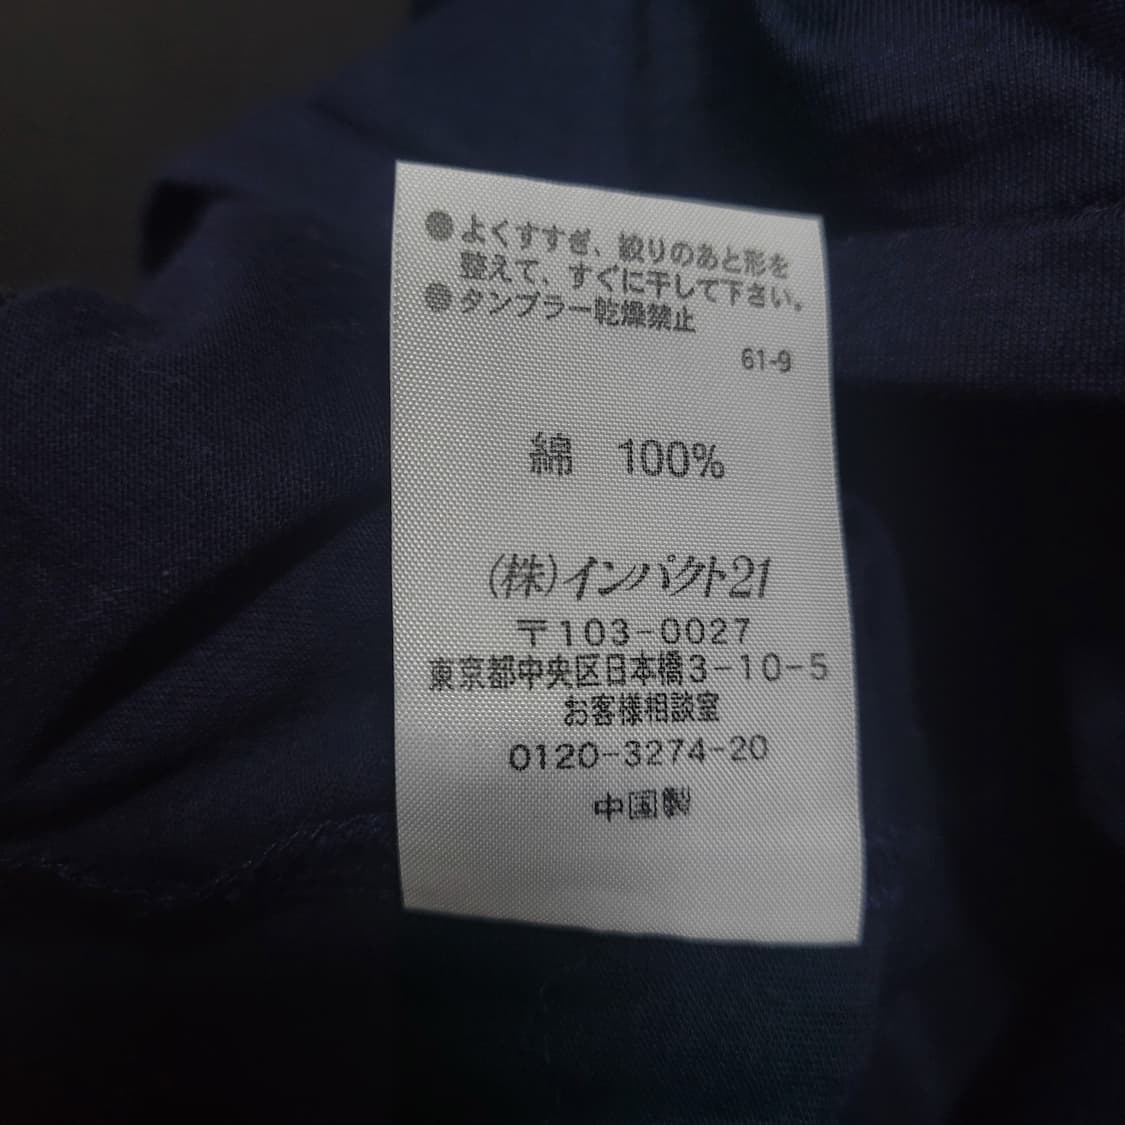 ●よくすすぎ、絞りのあと形を
整えて、すぐに干して下さい。
●タンブラー乾燥禁止
61-9
綿 100%
(株)インパクト21
〒103-0027
東京都中央区日本橋3-10-5
お客様相談室
0120-3274-20
中国製